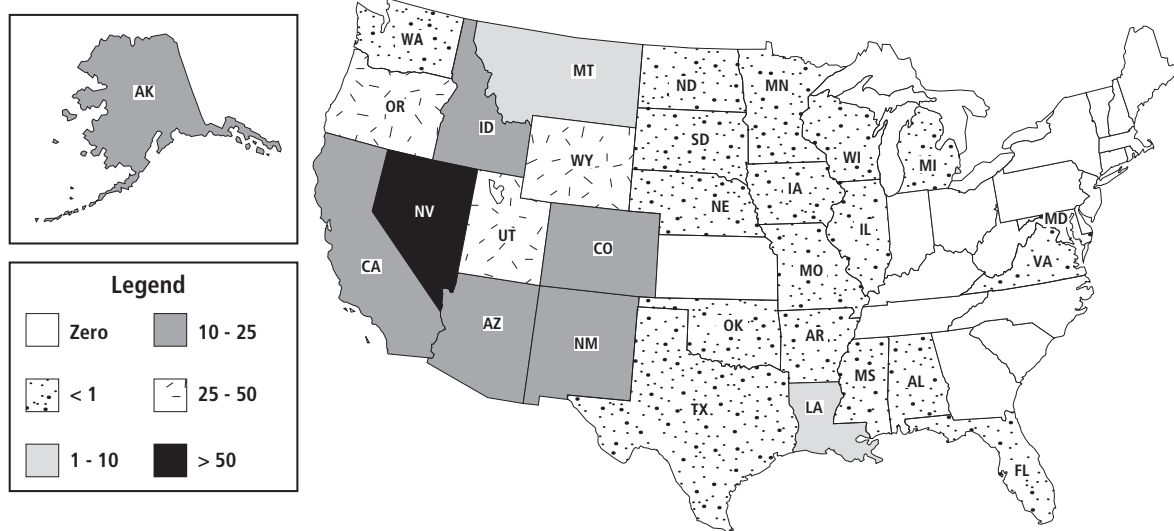 AK
Legend
Zero
10 - 25
< 1
25 - 50
1 - 10
> 50
WA
MT
ND
MN
OR
ID
SD
WI
MI
WY
NE
IA
NV
UT
CO
IL
MD
VA
CA
MO
AZ
NM
OK
AR
MS
AL
TX
LA
FL